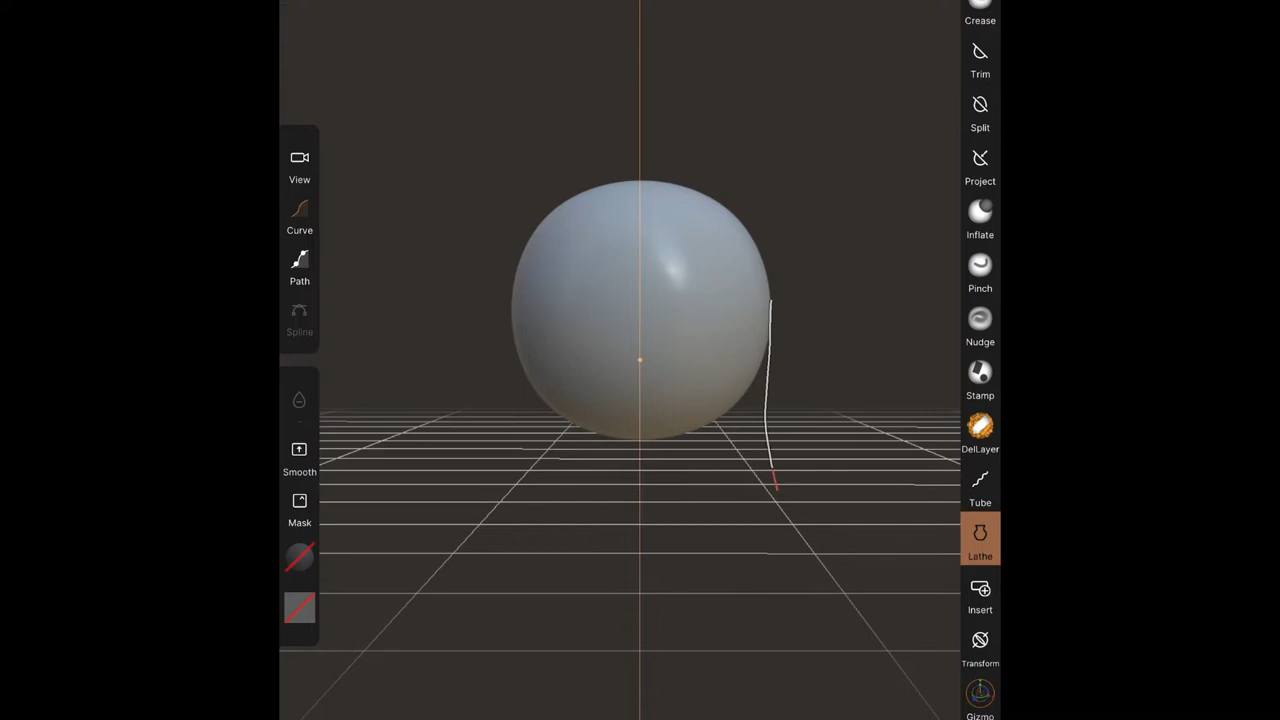 View
Curve
Path
Spline
Smooth
Mask
Crease
Trim
Split
Project
Inflate
Pinch
Nudge
Stamp
DelLayer
Tube
Lathe
Insert
Transform
Gizmo